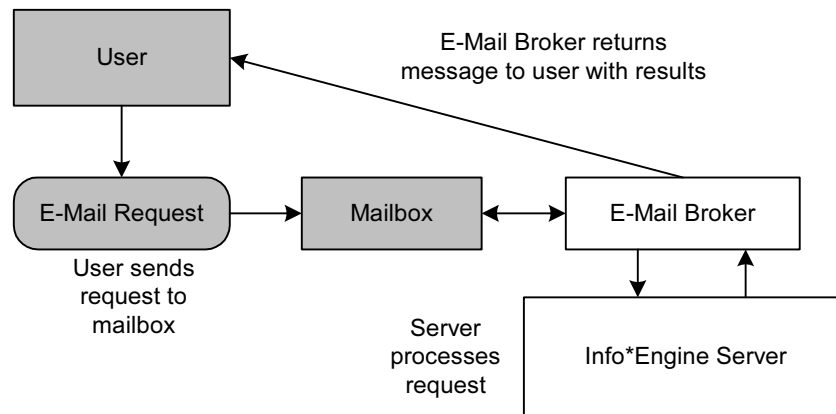 User
E-Mail Broker returns
message to user with results
E-Mail Request
Mailbox
E-Mail Broker
User sends
request to
mailbox
Server
processes
request
Info*Engine Server